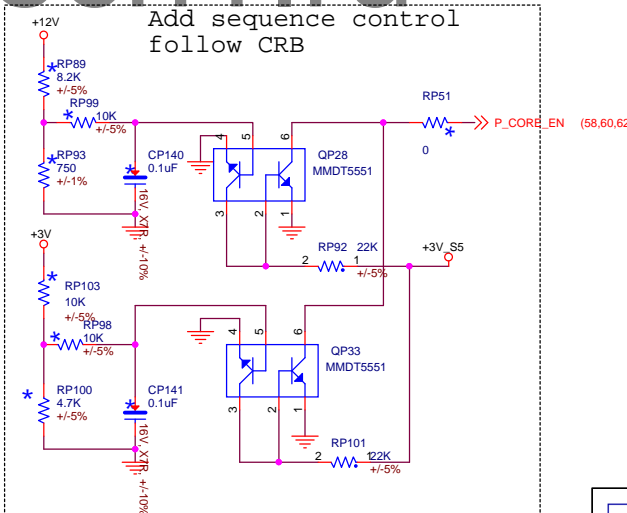 Add sequence control
follow CRB
+12V
RP89
8.2K
+/-5%
RP99
10K
+/-5%
RP93
750
+/-1%
CP140
0.1uF
16V, X7R, +/-10%
4
5
6
QP28
MMDT5551
3
2
1
RP51
0
P_CORE_EN (58,60,62
RP92 22K
2
1
+/-5%
+3V_S5
+3V
RP103
10K
+/-5%
RP98
10K
+/-5%
RP100
4.7K
+/-5%
CP141
0.1uF
16V, X7R, +/-10%
4
5
6
QP33
MMDT5551
3
2
1
RP101
2
1
22K
+/-5%